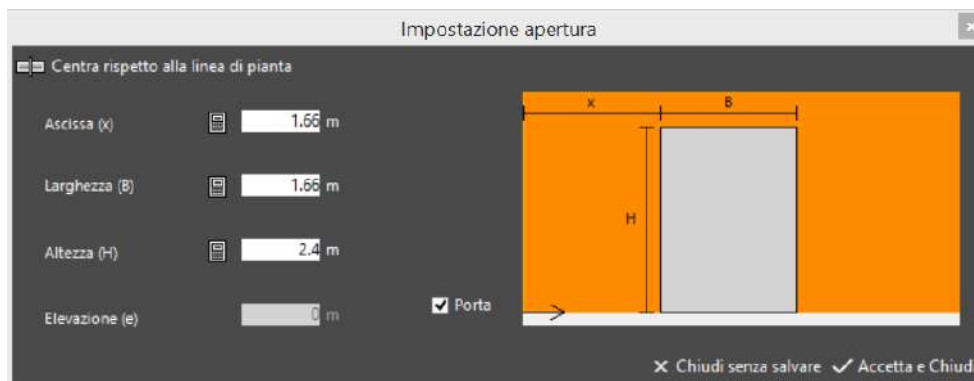 Impostazione apertura
x
Centra rispetto alla linea di pianta
Ascissa (x) 1.66 m
Larghezza (B) 1.66 m
Altezza (H) 2.4 m
Elevazione (e) 0 m
Porta
x B
H
Chiudi senza salvare Accetta e Chiudi